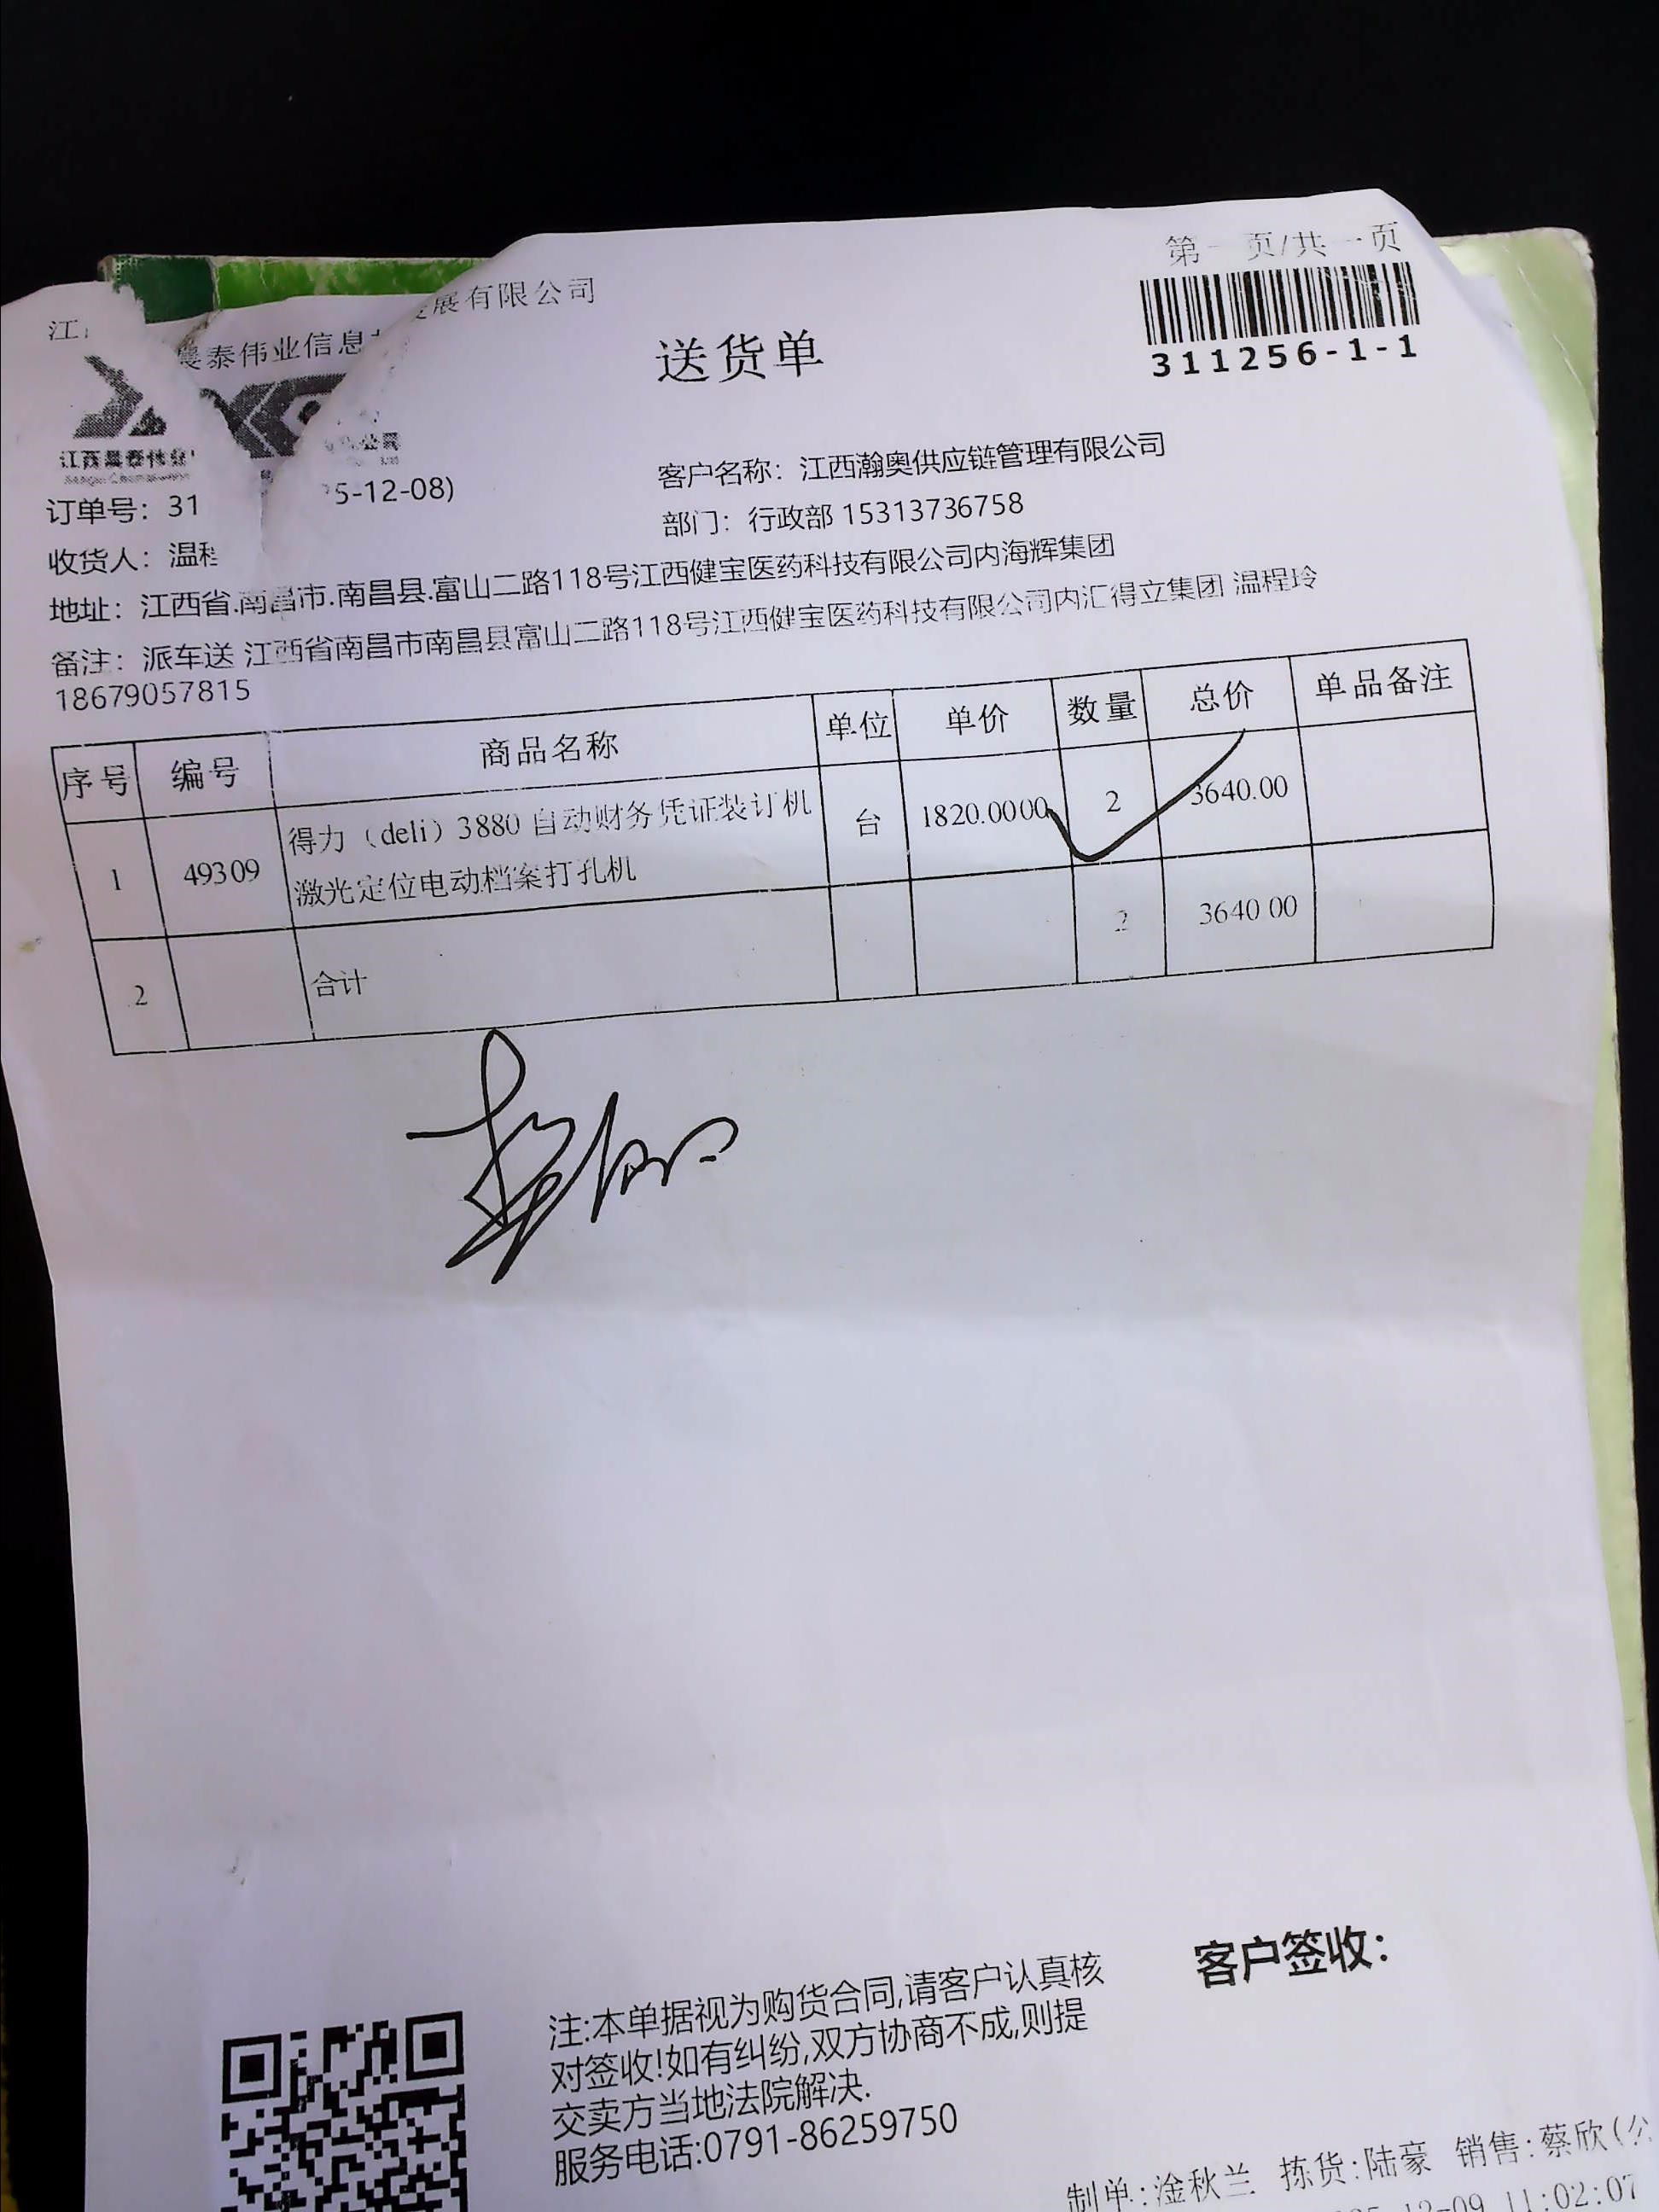 第一页/共一页
展有限公司
江
晨泰伟业信息
送货单
311256-1-1
江西晨泰伟业
公司
订单号：31
5-12-08)
客户名称：江西瀚奥供应链管理有限公司
收货人：温程
部门：行政部 15313736758
地址：江西省.南昌市.南昌县.富山二路118号江西健宝医药科技有限公司内海辉集团
备注：派车送 江西省南昌市南昌县富山二路118号江西健宝医药科技有限公司内汇得立集团 温程玲
18679057815
序号 编号 商品名称 单位 单价 数量 总价 单品备注
1 49309 得力（deli）3880 自动财务凭证装订机 台 1820.0000 2 3640.00
激光定位电动档案打孔机
2 合计 2 3640.00
客户签收：
注:本单据视为购货合同,请客户认真核
对签收!如有纠纷,双方协商不成,则提
交卖方当地法院解决.
服务电话:0791-86259750
制单:淦秋兰 拣货:陆豪 销售:蔡欣(公
12-09 11:02:07